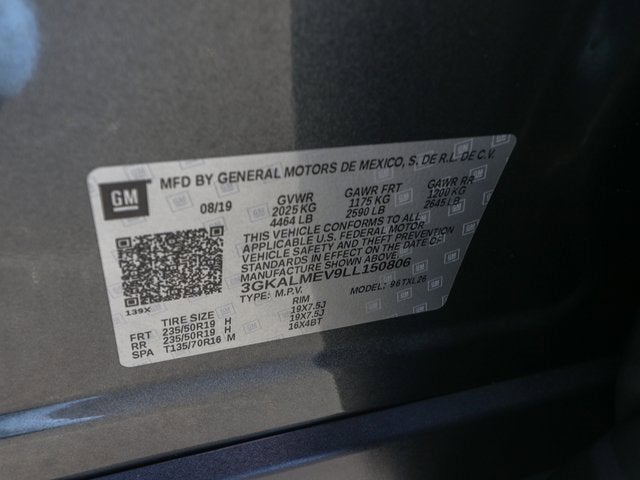 GM
MFD BY GENERAL MOTORS DE MEXICO, S. DE R.L. DE C.V.
08/19 GVWR GAWR FRT GAWR RR
2025 KG 1175 KG 1200 KG
4464 LB 2590 LB 2645 LB
THIS VEHICLE CONFORMS TO ALL
APPLICABLE U.S. FEDERAL MOTOR
VEHICLE SAFETY AND THEFT PREVENTION
STANDARDS IN EFFECT ON THE DATE OF
MANUFACTURE SHOWN ABOVE.
3GKALMEV9LL150806
TYPE: M.P.V. MODEL: 96TXL26
139X
TIRE SIZE RIM
FRT 235/50R19 H 19X7.5J
RR 235/50R19 H 19X7.5J
SPA T135/70R16 M 16X4BT